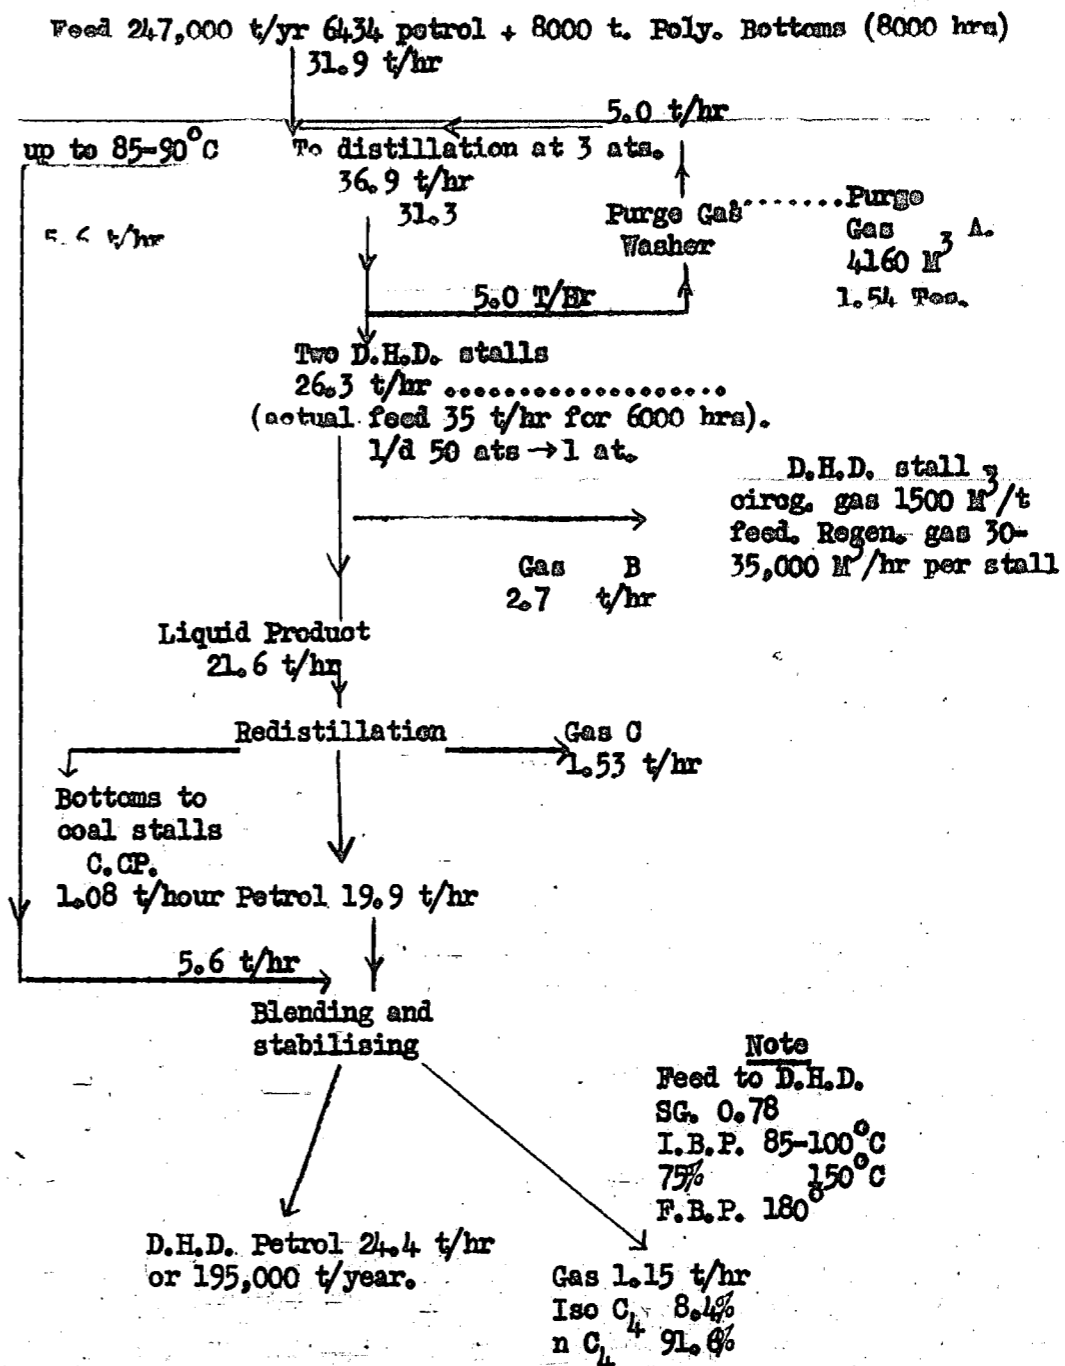 Feed 247,000 t/yr 6434 petrol + 8000 t. Poly. Bottoms (8000 hrs)
31.9 t/hr
5.0 t/hr
up to 85-90°C
To distillation at 3 ats.
36.9 t/hr
31.3
5.6 t/hr
Purge Gas
Washer
Purge
Gas A.
4160 M³
1.54 Tos.
5.0 T/Hr
Two D.H.D. stalls
26.3 t/hr
(actual feed 35 t/hr for 6000 hrs).
1/d 50 ats → 1 at.
D.H.D. stall
circg. gas 1500 M³/t
feed. Regen. gas 30-
35,000 M³/hr per stall
Gas B
2.7 t/hr
Liquid Product
21.6 t/hr
Redistillation
Gas C
1.53 t/hr
Bottoms to
coal stalls
C.CP.
1.08 t/hour Petrol 19.9 t/hr
5.6 t/hr
Blending and
stabilising
Note
Feed to D.H.D.
SG. 0.78
I.B.P. 85-100°C
75% 150°C
F.B.P. 180°
D.H.D. Petrol 24.4 t/hr
or 195,000 t/year.
Gas 1.15 t/hr
Iso C4 8.4%
n C4 91.6%